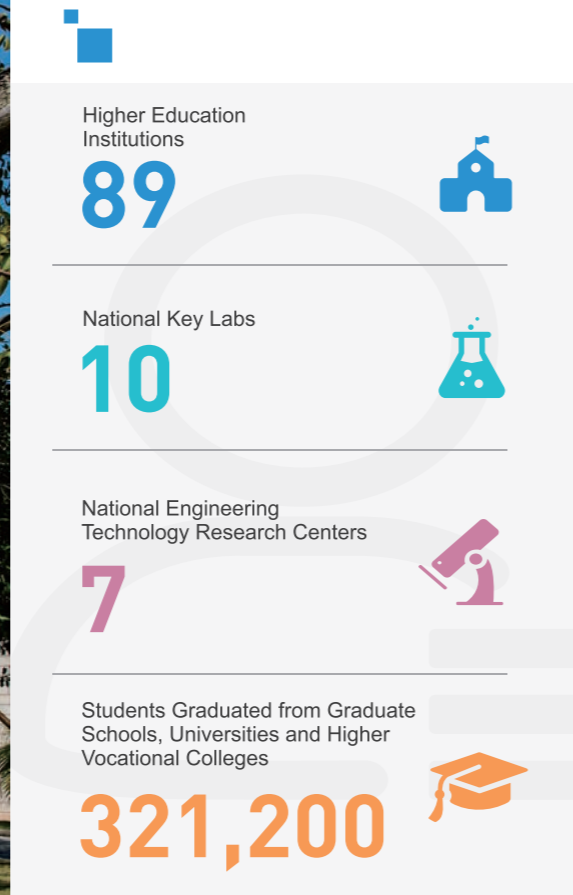 Higher Education
Institutions
89
National Key Labs
10
National Engineering
Technology Research Centers
7
Students Graduated from Graduate
Schools, Universities and Higher
Vocational Colleges
321,200